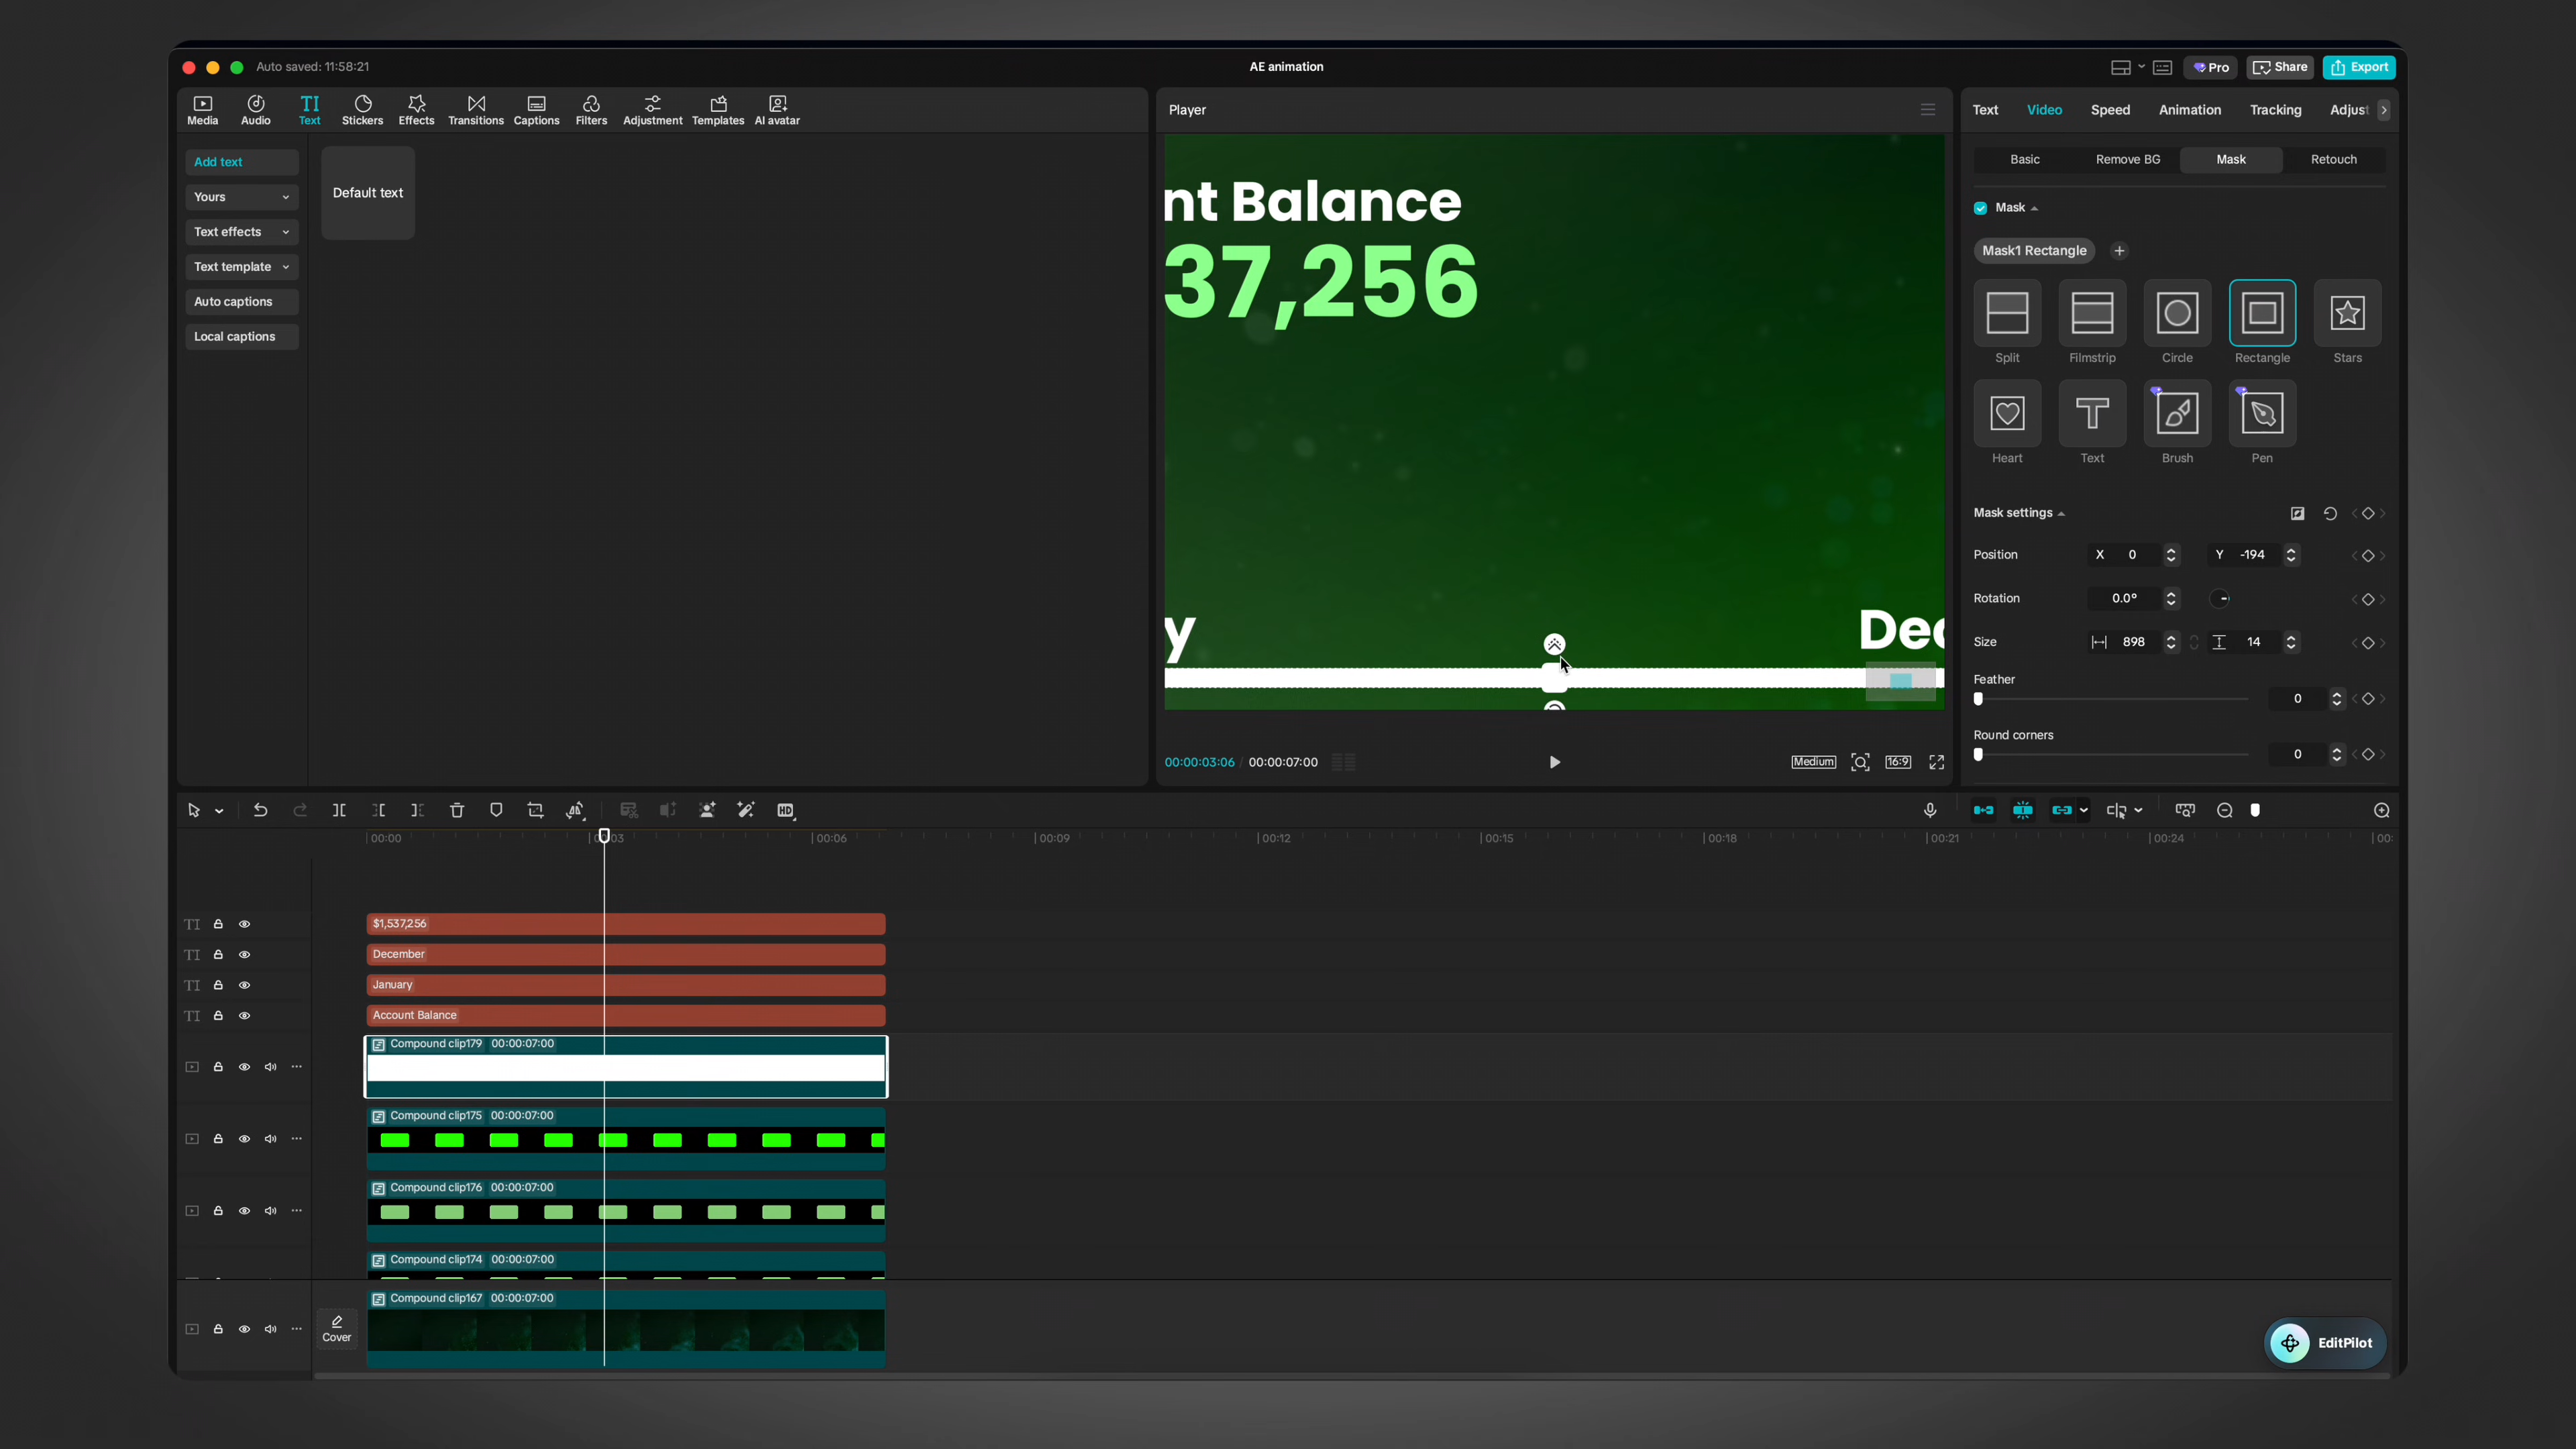 Auto saved: 11:58:21
AE animation
Pro
Share
Export
Media
Audio
TI
Text
Stickers
Effects
Transitions
Captions
Filters
Adjustment
Templates
AI avatar
Add text
Yours
Text effects
Text template
Auto captions
Local captions
Default text
Player
nt Balance
37,256
y
Dec
00:00:03:06 / 00:00:07:00
Medium
16:9
Text
Video
Speed
Animation
Tracking
Adjust
Basic
Remove BG
Mask
Retouch
Mask
Mask1 Rectangle
Split
Filmstrip
Circle
Rectangle
Stars
Heart
Text
Brush
Pen
Mask settings
Position X 0 Y -194
Rotation 0.0°
Size 898 14
Feather
0
Round corners
0
HD
00:00
03
00:06
00:09
00:12
00:15
00:18
00:21
00:24
00:
TI
$1,537,256
TI
December
TI
January
TI
Account Balance
Compound clip179 00:00:07:00
Compound clip175 00:00:07:00
Compound clip176 00:00:07:00
Compound clip174 00:00:07:00
Compound clip167 00:00:07:00
Cover
EditPilot